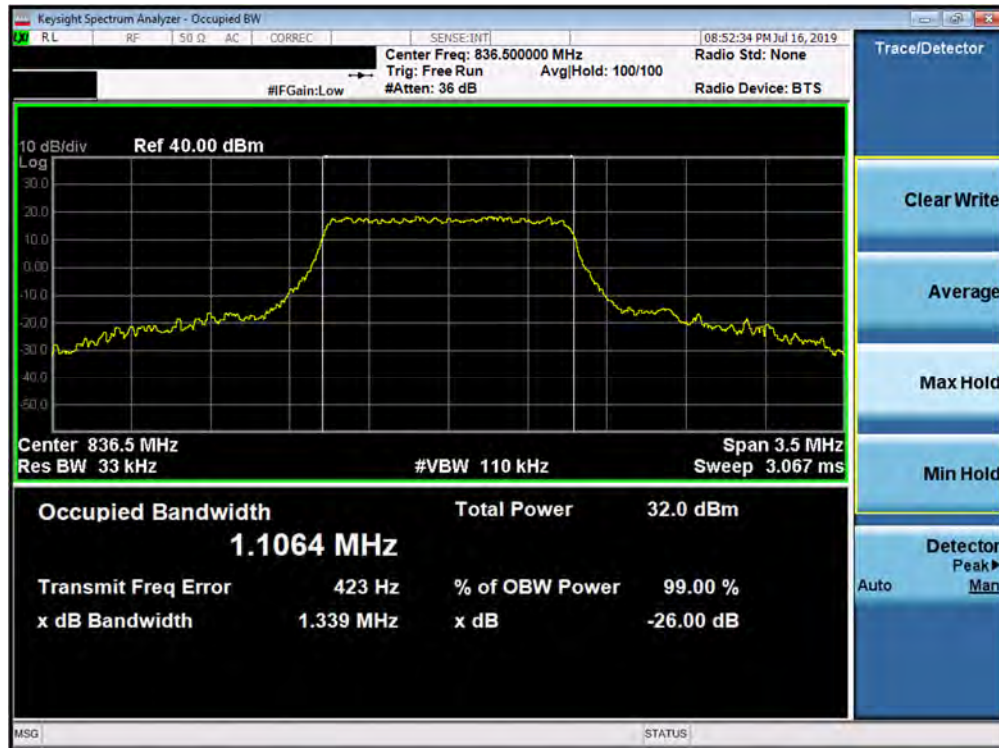 Keysight Spectrum Analyzer - Occupied BW
LXI RL RF 50 Ω AC CORREC SENSE:INT 08:52:34 PM Jul 16, 2019
Center Freq: 836.500000 MHz Radio Std: None
Trig: Free Run Avg|Hold: 100/100
#IFGain:Low #Atten: 36 dB Radio Device: BTS
Trace/Detector
10 dB/div Ref 40.00 dBm
Log
30.0
20.0
10.0
0.00
-10.0
-20.0
-30.0
-40.0
-50.0
Center 836.5 MHz Span 3.5 MHz
Res BW 33 kHz #VBW 110 kHz Sweep 3.067 ms
Occupied Bandwidth Total Power 32.0 dBm
1.1064 MHz
Transmit Freq Error 423 Hz % of OBW Power 99.00 %
x dB Bandwidth 1.339 MHz x dB -26.00 dB
Clear Write
Average
Max Hold
Min Hold
Detector
Peak▶
Auto Man
MSG STATUS